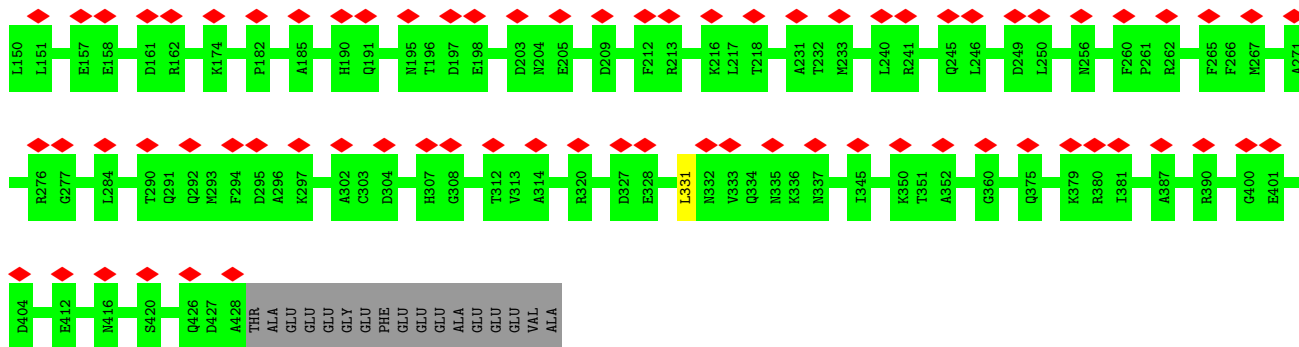 L150 L151 E157 E158 D161 R162 K174 P182 A185 H190 Q191 N195 T196 D197 E198 D203 N204 E205 D209 F212 R213 K216 L217 T218 A231 T232 M233 L240 R241 Q245 L246 D249 L250 N256 F260 P261 R262 F265 F266 M267 A271
R276 G277 L284 T290 Q291 Q292 M293 F294 D295 A296 K297 A302 C303 D304 H307 G308 T312 V313 A314 R320 D327 E328 L331 N332 V333 Q334 N335 K336 N337 I345 K350 T351 A352 G360 Q375 K379 R380 I381 A387 R390 G400 E401
D404 E412 N416 S420 Q426 D427 A428 THR ALA GLU GLU GLU GLY GLU PHE GLU GLU GLU ALA GLU GLU GLU VAL ALA